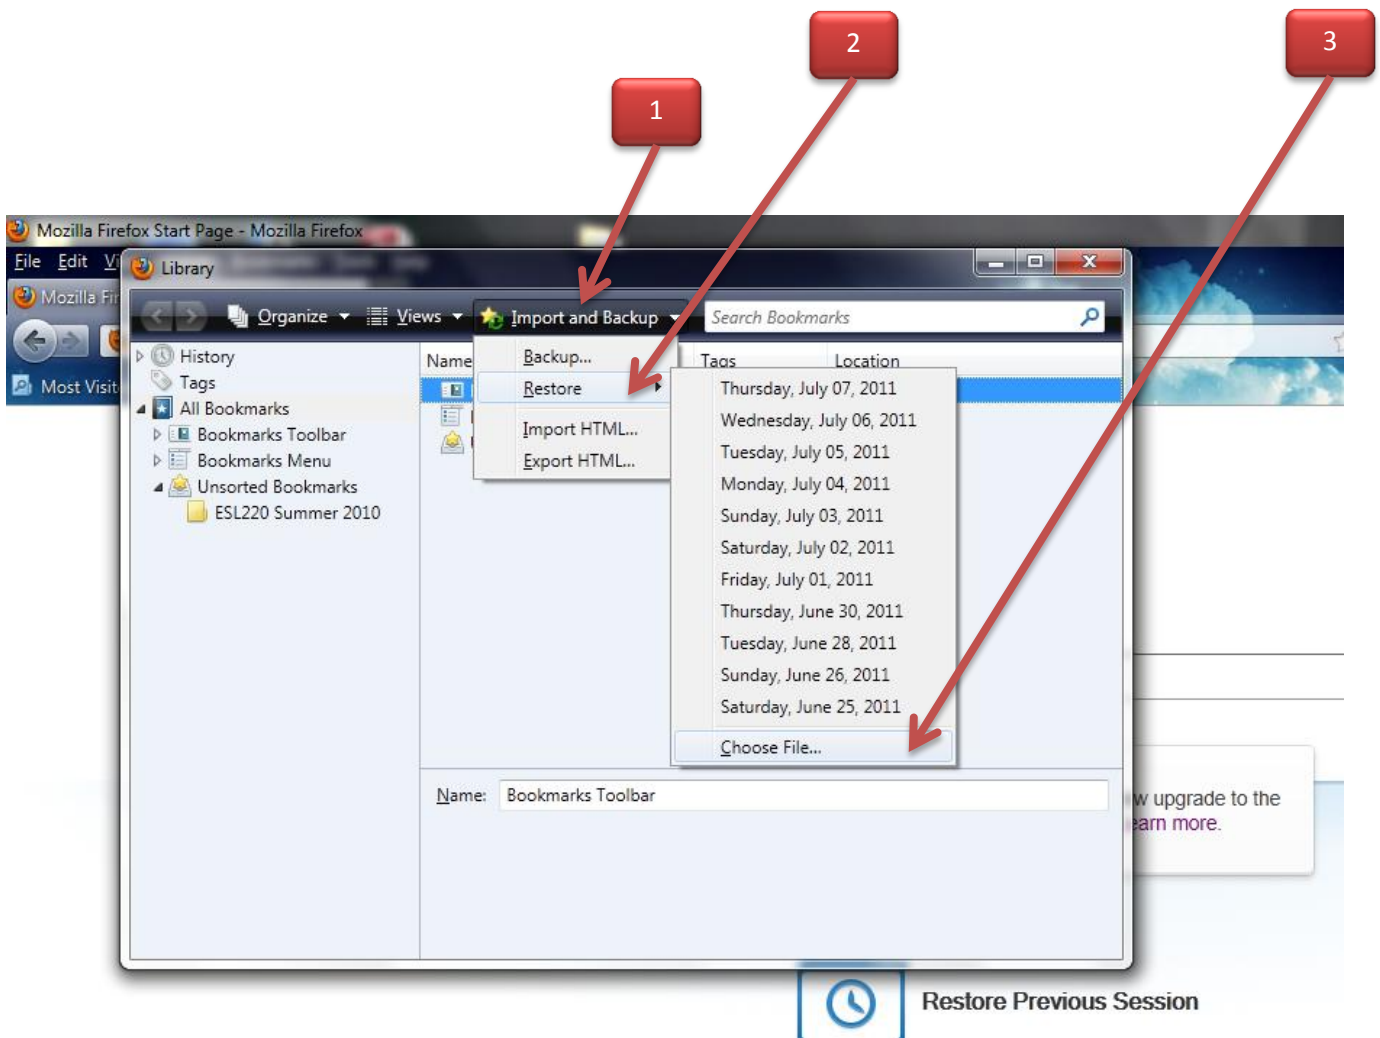 2
3
1
Mozilla Firefox Start Page - Mozilla Firefox
File Edit
Library
Mozilla
Organize Views Import and Backup Search Bookmarks
Most
History
Tags
All Bookmarks
Bookmarks Toolbar
Bookmarks Menu
Unsorted Bookmarks
ESL220 Summer 2010
Name Tags Location
Backup...
Restore
Import HTML...
Export HTML...
Thursday, July 07, 2011
Wednesday, July 06, 2011
Tuesday, July 05, 2011
Monday, July 04, 2011
Sunday, July 03, 2011
Saturday, July 02, 2011
Friday, July 01, 2011
Thursday, June 30, 2011
Tuesday, June 28, 2011
Sunday, June 26, 2011
Saturday, June 25, 2011
Choose File...
Name: Bookmarks Toolbar
upgrade to the
more.
Restore Previous Session